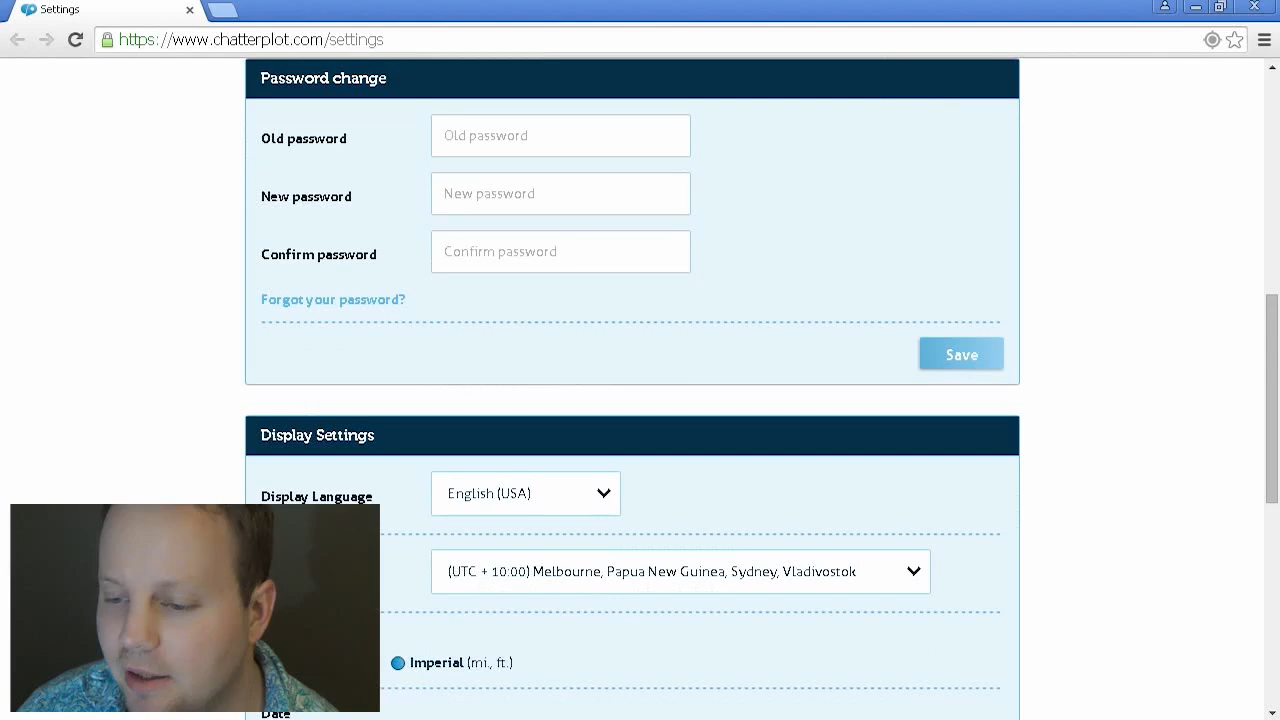 Settings
https://www.chatterplot.com/settings
Password change
Old password Old password
New password New password
Confirm password Confirm password
Forgot your password?
Save
Display Settings
Display Language English (USA)
(UTC + 10:00) Melbourne, Papua New Guinea, Sydney, Vladivostok
Imperial (mi., ft.)
Date